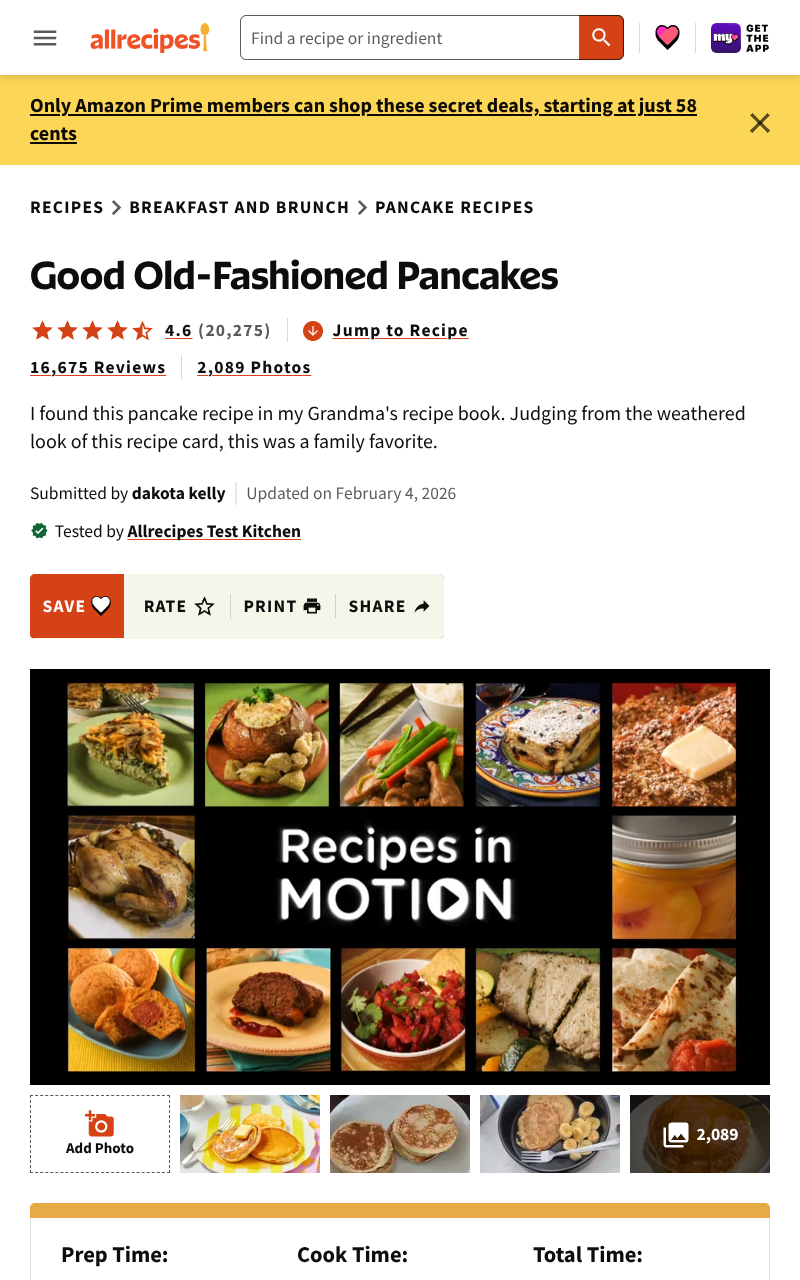 allrecipes
Find a recipe or ingredient
my
GET
THE
APP
Only Amazon Prime members can shop these secret deals, starting at just 58
cents
RECIPES > BREAKFAST AND BRUNCH > PANCAKE RECIPES
Good Old-Fashioned Pancakes
4.6 (20,275)
Jump to Recipe
16,675 Reviews
2,089 Photos
I found this pancake recipe in my Grandma's recipe book. Judging from the weathered
look of this recipe card, this was a family favorite.
Submitted by dakota kelly
Updated on February 4, 2026
Tested by Allrecipes Test Kitchen
SAVE
RATE
PRINT
SHARE
Recipes in
MOTION
Add Photo
2,089
Prep Time:
Cook Time:
Total Time: